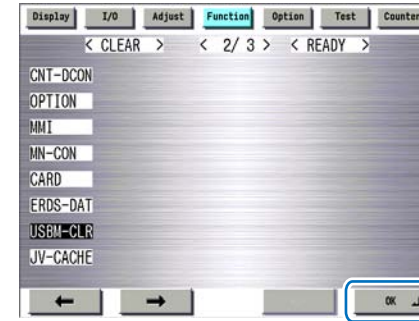 Display I/O Adjust Function Option Test Counter
< CLEAR > < 2/ 3 > < READY >
CNT-DCON
OPTION
MMI
MN-CON
CARD
ERDS-DAT
USBM-CLR
JV-CACHE
← → OK